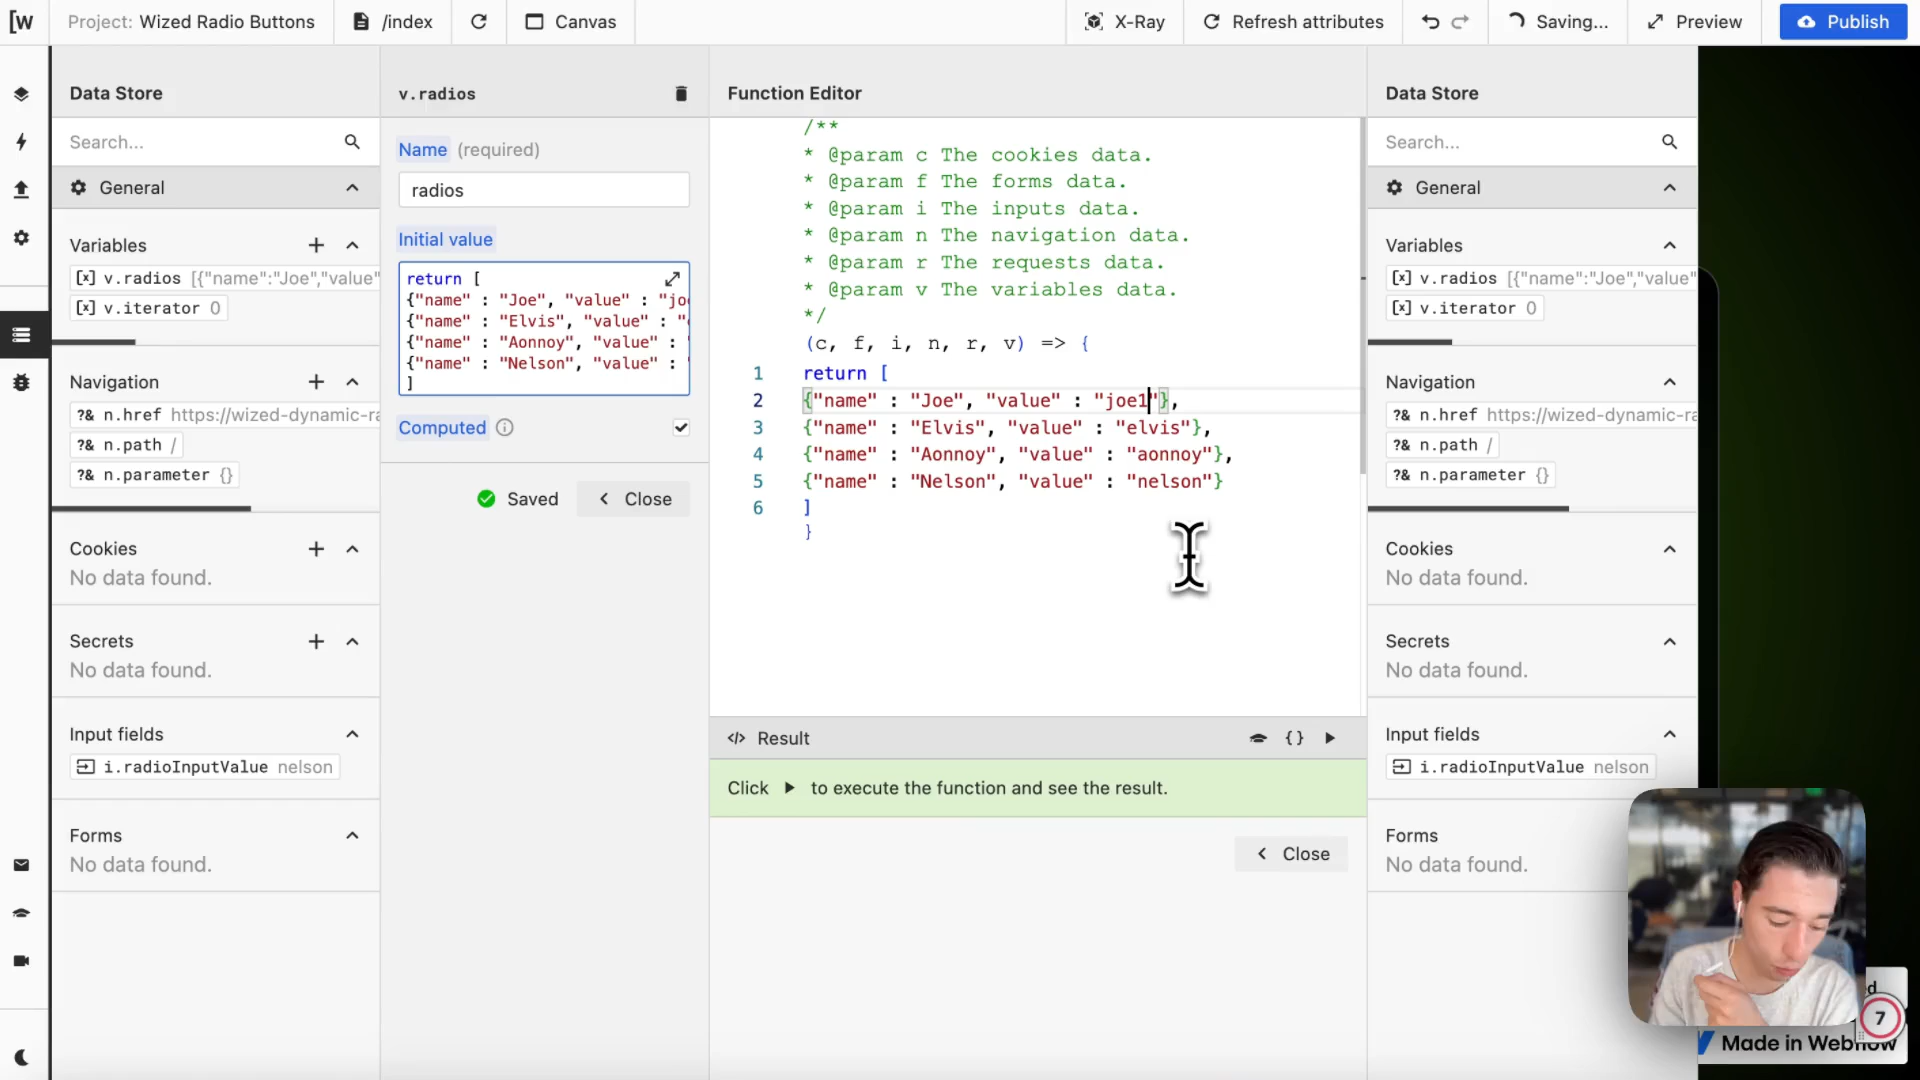 Project: Wized Radio Buttons
/index
Canvas
X-Ray
Refresh attributes
Saving...
Preview
Publish
Data Store
Search...
General
Variables
v.radios [{"name":"Joe","value"
v.iterator 0
Navigation
n.href https://wized-dynamic-ra
n.path /
n.parameter {}
Cookies
No data found.
Secrets
No data found.
Input fields
i.radioInputValue nelson
Forms
No data found.
v.radios
Name (required)
radios
Initial value
return [
{"name" : "Joe", "value" : "joe
{"name" : "Elvis", "value" : "e
{"name" : "Aonnoy", "value" : "
{"name" : "Nelson", "value" : "
]
Computed
Saved
Close
Function Editor
/**
* @param c The cookies data.
* @param f The forms data.
* @param i The inputs data.
* @param n The navigation data.
* @param r The requests data.
* @param v The variables data.
*/
(c, f, i, n, r, v) => {
1 return [
2 {"name" : "Joe", "value" : "joe1"},
3 {"name" : "Elvis", "value" : "elvis"},
4 {"name" : "Aonnoy", "value" : "aonnoy"},
5 {"name" : "Nelson", "value" : "nelson"}
6 ]
}
</> Result
{}
Click to execute the function and see the result.
Close
Data Store
Search...
General
Variables
v.radios [{"name":"Joe","value"
v.iterator 0
Navigation
n.href https://wized-dynamic-ra
n.path /
n.parameter {}
Cookies
No data found.
Secrets
No data found.
Input fields
i.radioInputValue nelson
Forms
No data found.
7
Made in Webflow